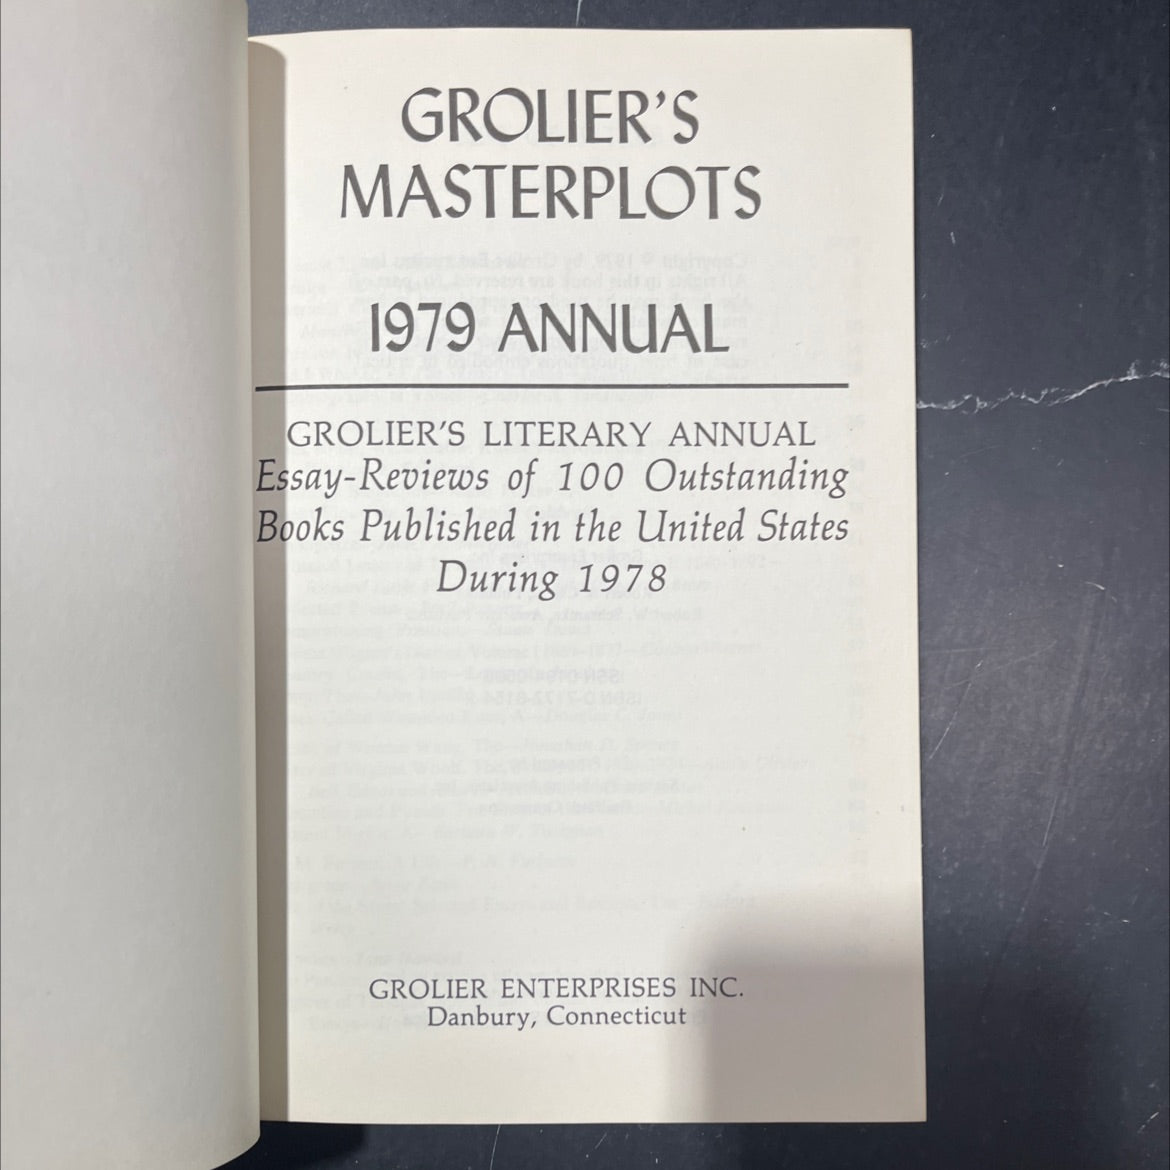 GROLIER'S
MASTERPLOTS
1979 ANNUAL
GROLIER'S LITERARY ANNUAL
Essay-Reviews of 100 Outstanding
Books Published in the United States
During 1978
GROLIER ENTERPRISES INC.
Danbury, Connecticut